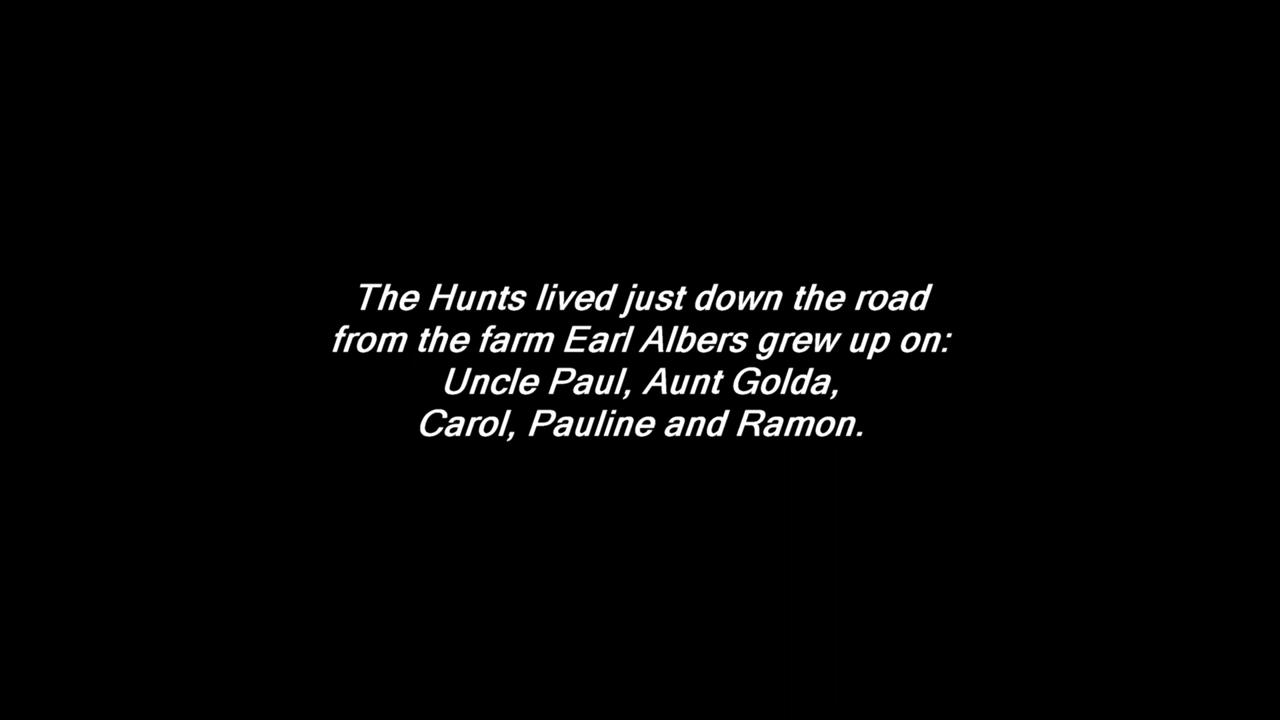 The Hunts lived just down the road
from the farm Earl Albers grew up on:
Uncle Paul, Aunt Golda,
Carol, Pauline and Ramon.